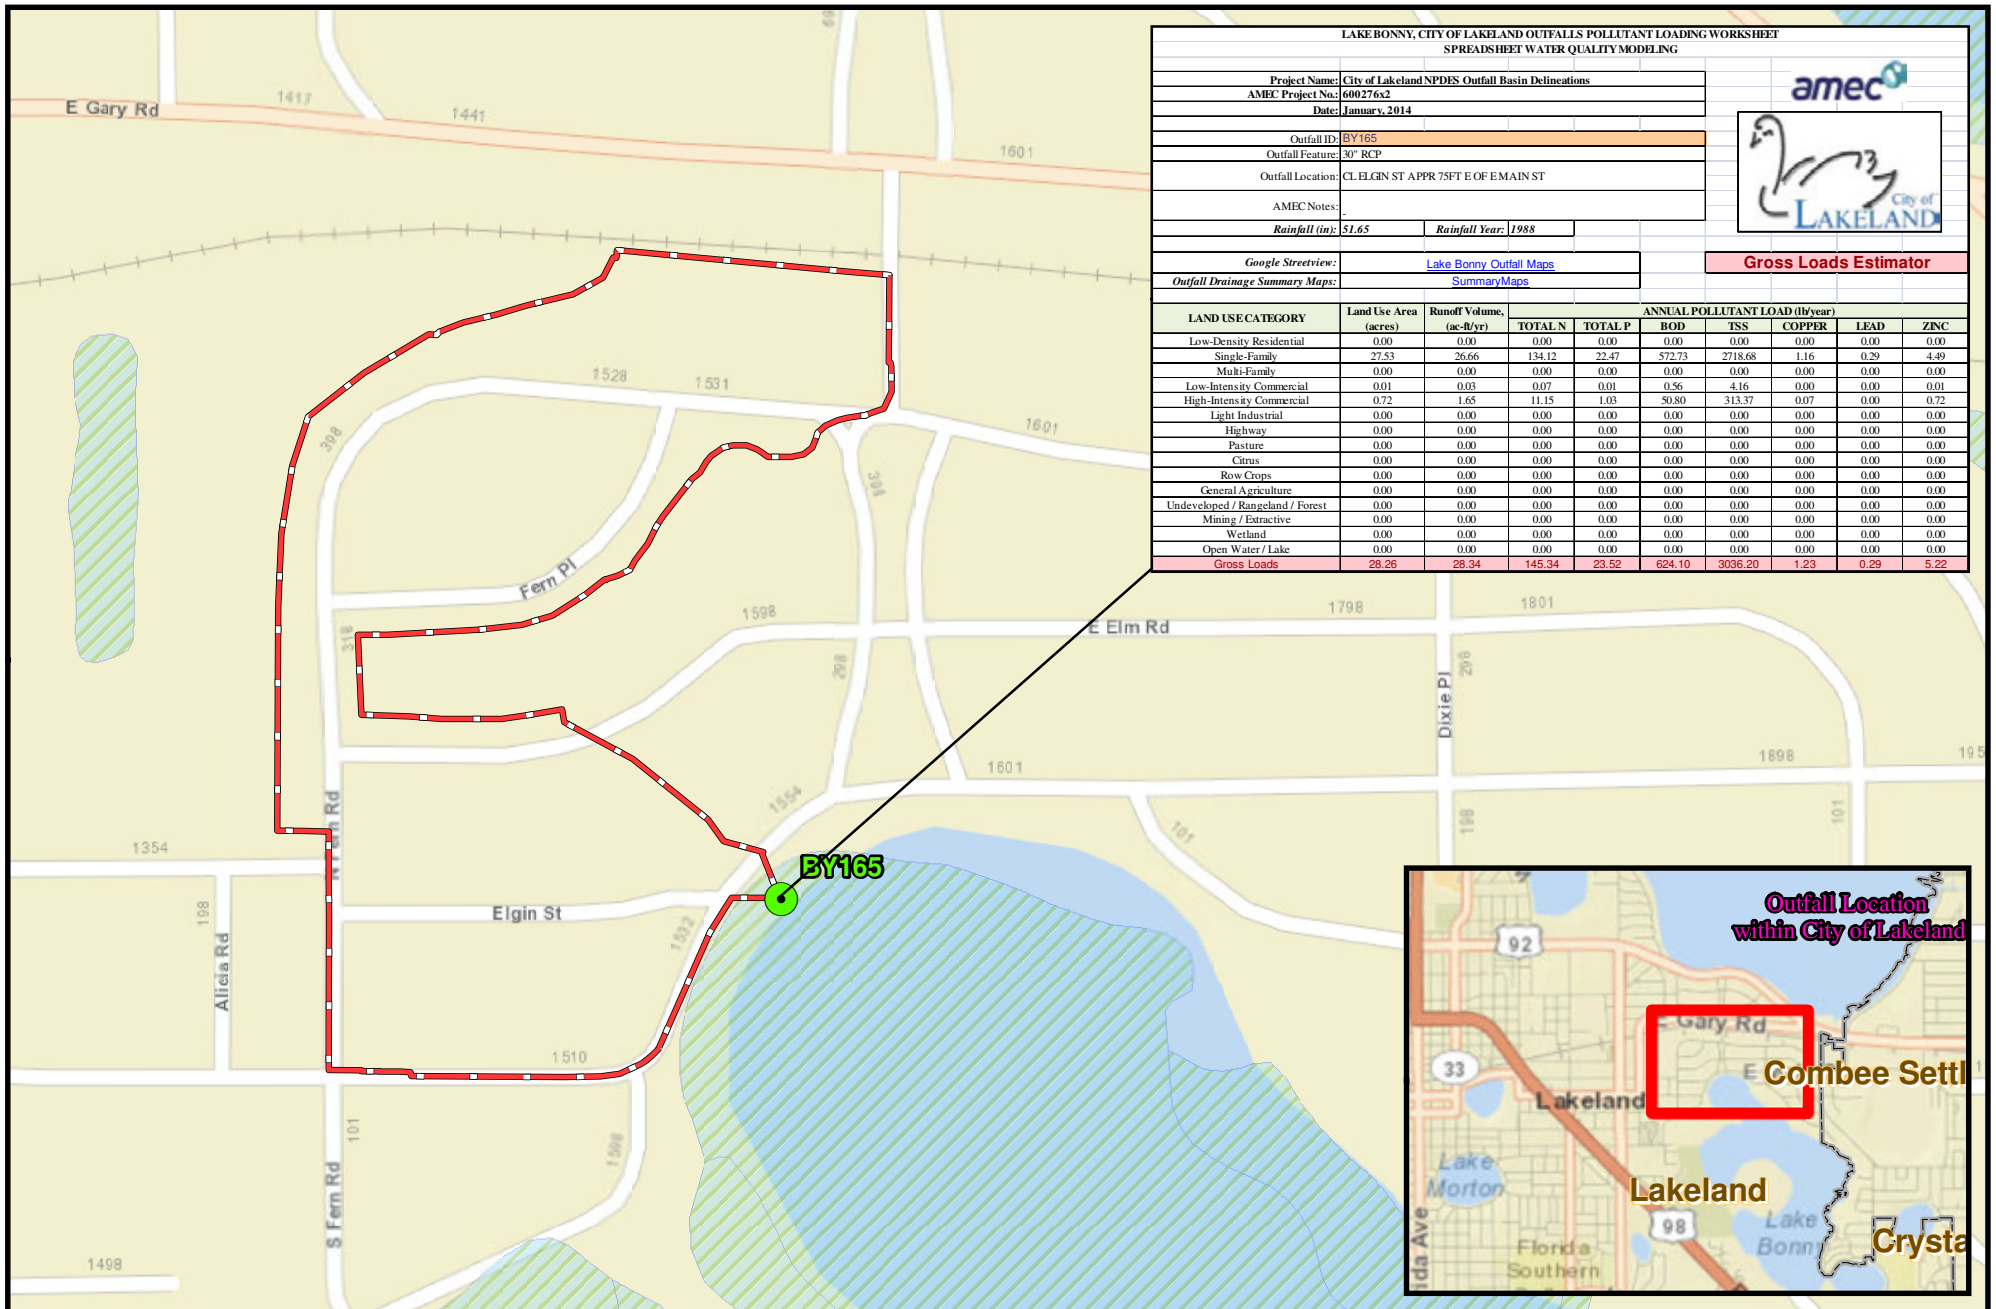 LAKE BONNY, CITY OF LAKELAND OUTFALLS POLLUTANT LOADING WORKSHEET
SPREADSHEET WATER QUALITY MODELING
Project Name: City of Lakeland NPDES Outfall Basin Delineations
AMEC Project No.: 600276x2
Date: January, 2014
amec
Outfall ID: BY165
Outfall Feature: 30" RCP
Outfall Location: CL ELGIN ST APPR 75FT E OF E MAIN ST
AMEC Notes: -
City of
LAKELAND
Rainfall (in): 51.65 Rainfall Year: 1988
Google Streetview: Lake Bonny Outfall Maps
Gross Loads Estimator
Outfall Drainage Summary Maps: SummaryMaps
LAND USE CATEGORY Land Use Area (acres) Runoff Volume, (ac-ft/yr) ANNUAL POLLUTANT LOAD (lb/year)
TOTAL N TOTAL P BOD TSS COPPER LEAD ZINC
Low-Density Residential 0.00 0.00 0.00 0.00 0.00 0.00 0.00 0.00 0.00
Single-Family 27.53 26.66 134.12 22.47 572.73 2718.68 1.16 0.29 4.49
Multi-Family 0.00 0.00 0.00 0.00 0.00 0.00 0.00 0.00 0.00
Low-Intensity Commercial 0.01 0.03 0.07 0.01 0.56 4.16 0.00 0.00 0.01
High-Intensity Commercial 0.72 1.65 11.15 1.03 50.80 313.37 0.07 0.00 0.72
Light Industrial 0.00 0.00 0.00 0.00 0.00 0.00 0.00 0.00 0.00
Highway 0.00 0.00 0.00 0.00 0.00 0.00 0.00 0.00 0.00
Pasture 0.00 0.00 0.00 0.00 0.00 0.00 0.00 0.00 0.00
Citrus 0.00 0.00 0.00 0.00 0.00 0.00 0.00 0.00 0.00
Row Crops 0.00 0.00 0.00 0.00 0.00 0.00 0.00 0.00 0.00
General Agriculture 0.00 0.00 0.00 0.00 0.00 0.00 0.00 0.00 0.00
Undeveloped / Rangeland / Forest 0.00 0.00 0.00 0.00 0.00 0.00 0.00 0.00 0.00
Mining / Extractive 0.00 0.00 0.00 0.00 0.00 0.00 0.00 0.00 0.00
Wetland 0.00 0.00 0.00 0.00 0.00 0.00 0.00 0.00 0.00
Open Water / Lake 0.00 0.00 0.00 0.00 0.00 0.00 0.00 0.00 0.00
Gross Loads 28.26 28.34 145.34 23.52 624.10 3036.20 1.23 0.29 5.22
E Gary Rd
1417
1441
1601
1528
1531
398
1601
398
Fern Pl
318
1598
1798
1801
E Elm Rd
298
298
Dixie Pl
1601
1898
195
1554
101
198
101
N Fern Rd
1354
BY165
198
Elgin St
1532
Alicia Rd
1510
101
1598
S Fern Rd
1498
Outfall Location
within City of Lakeland
92
E Gary Rd
33
E
Combee Settl
Lakeland
Lake
Morton
Lakeland
98
Lake
Bonny
Crysta
Florida
Southern
ida Ave